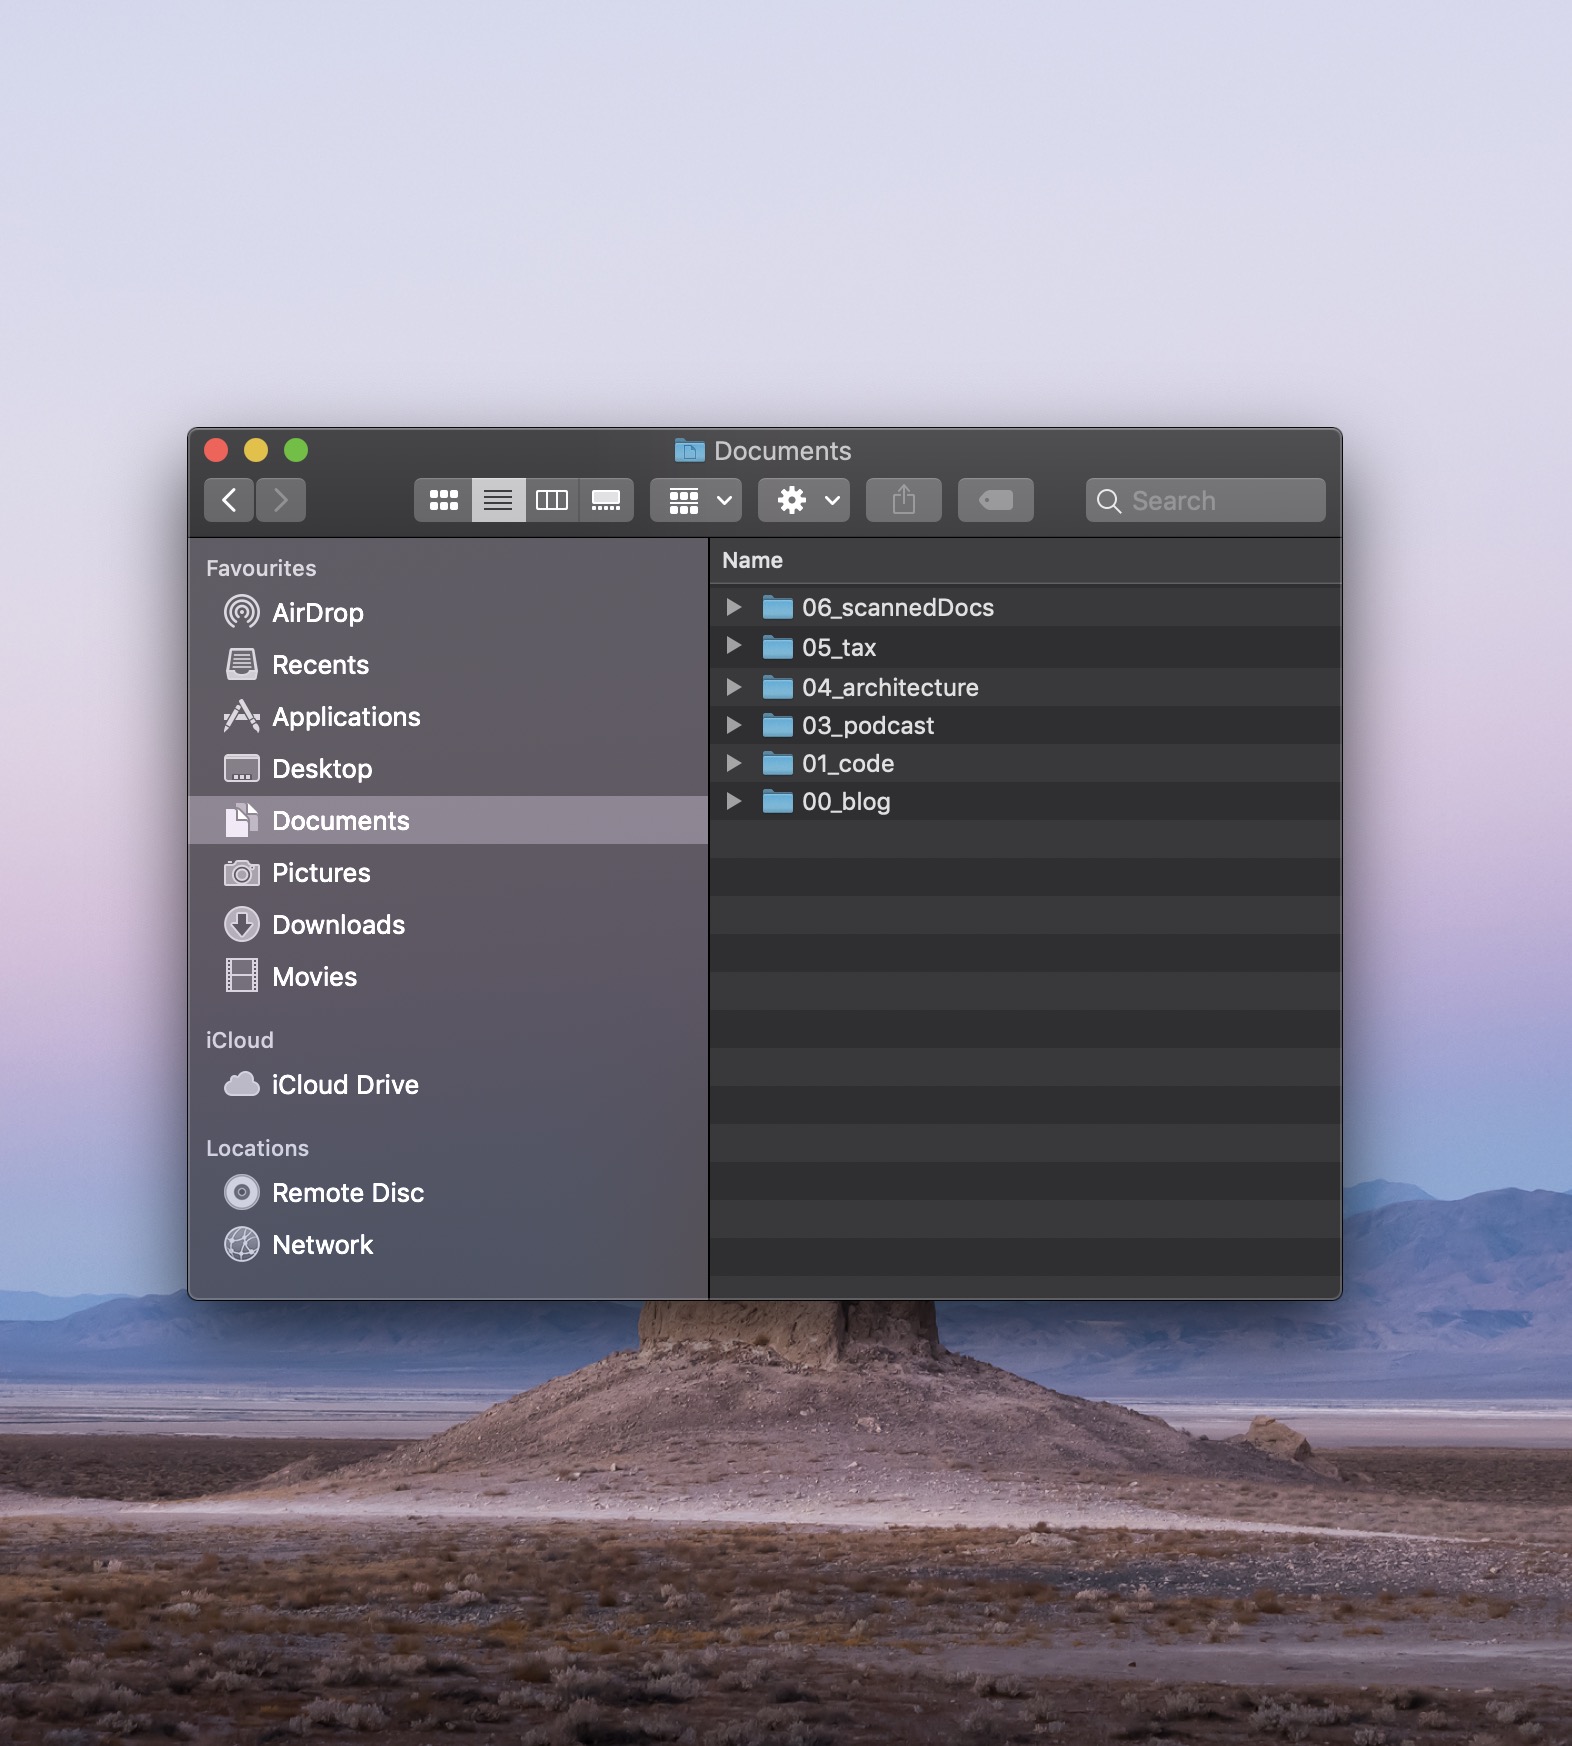 Documents
Search
Favourites
AirDrop
Recents
Applications
Desktop
Documents
Pictures
Downloads
Movies
iCloud
iCloud Drive
Locations
Remote Disc
Network
Name
06_scannedDocs
05_tax
04_architecture
03_podcast
01_code
00_blog